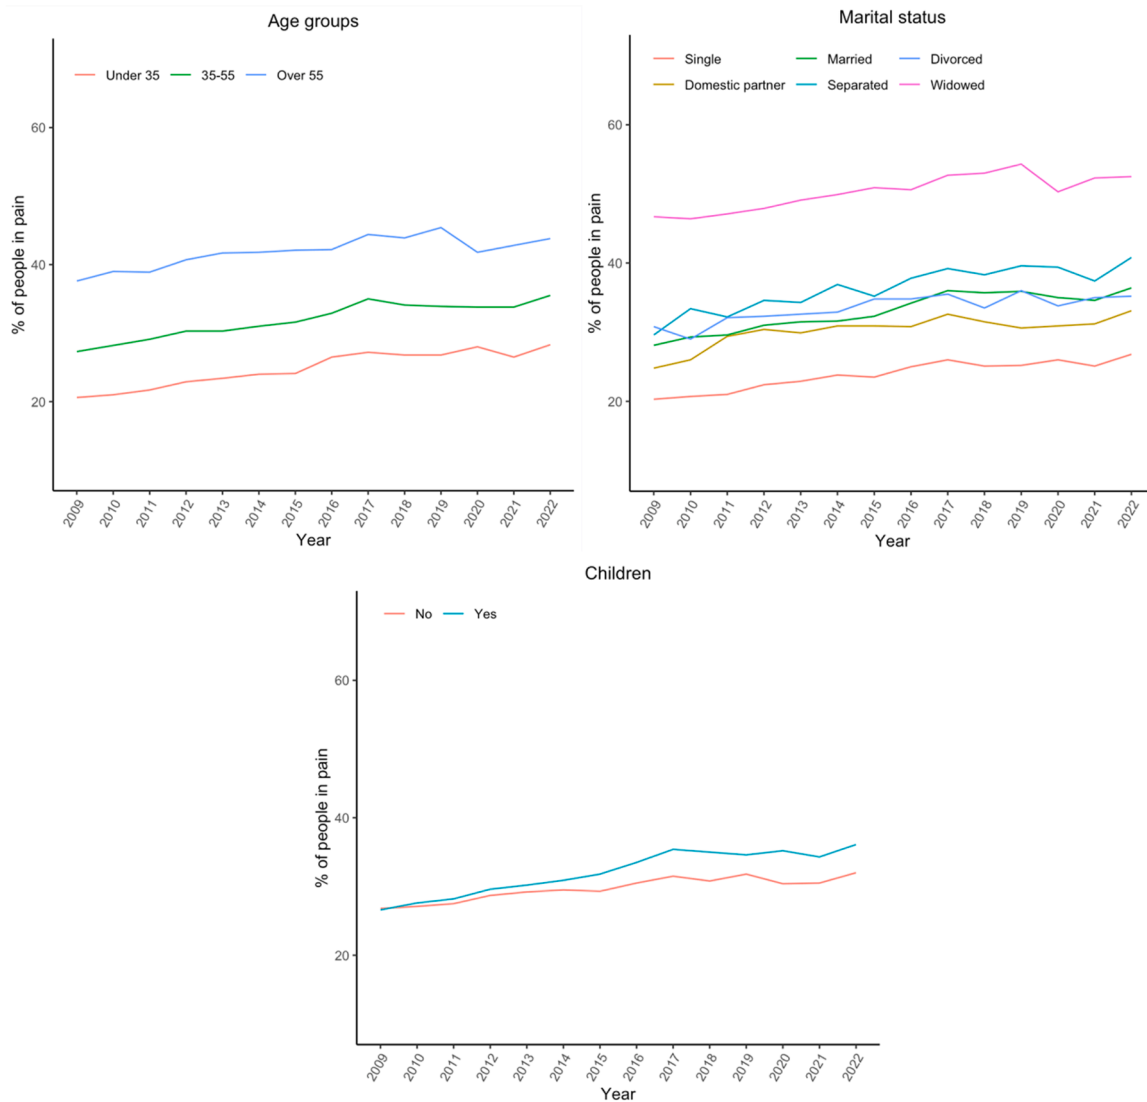 Age groups
Under 35 35-55 Over 55
% of people in pain
60
40
20
2009 2010 2011 2012 2013 2014 2015 2016 2017 2018 2019 2020 2021 2022
Year
Marital status
Single Married Divorced
Domestic partner Separated Widowed
% of people in pain
60
40
20
2009 2010 2011 2012 2013 2014 2015 2016 2017 2018 2019 2020 2021 2022
Year
Children
No Yes
% of people in pain
60
40
20
2009 2010 2011 2012 2013 2014 2015 2016 2017 2018 2019 2020 2021 2022
Year